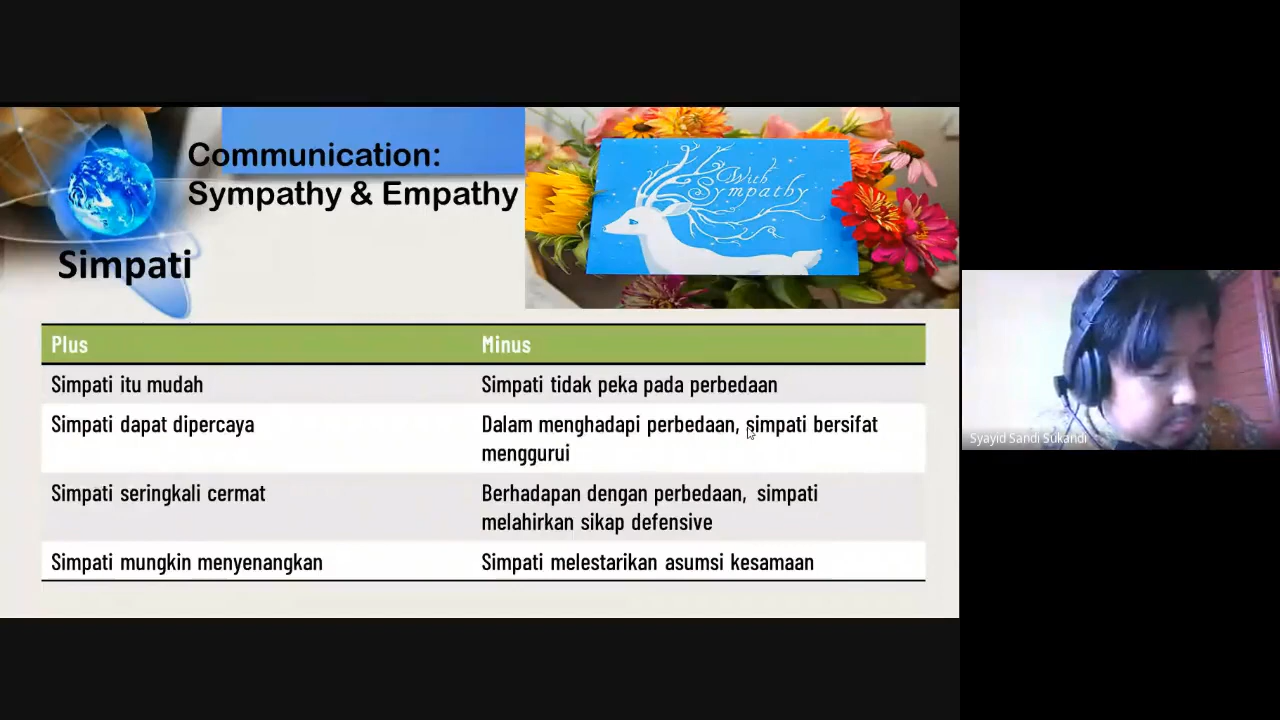 Communication:
Sympathy & Empathy
With
Sympathy
Simpati
Plus Minus
Simpati itu mudah Simpati tidak peka pada perbedaan
Simpati dapat dipercaya Dalam menghadapi perbedaan, simpati bersifat
menggurui
Simpati seringkali cermat Berhadapan dengan perbedaan, simpati
melahirkan sikap defensive
Simpati mungkin menyenangkan Simpati melestarikan asumsi kesamaan
Syayid Sandi Sukandi